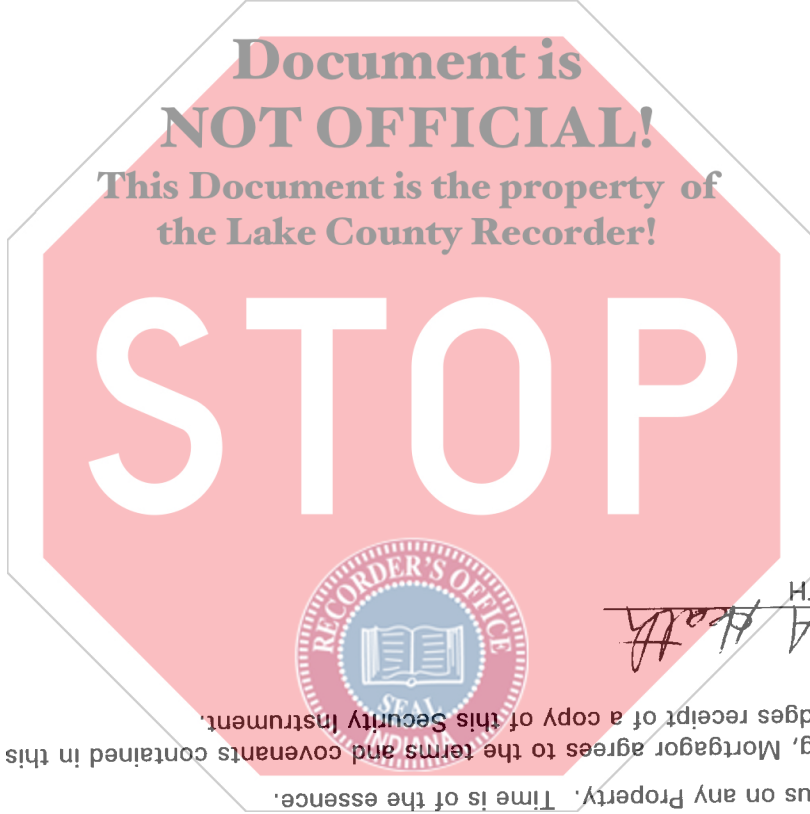 Document is
NOT OFFICIAL!
This Document is the property of
the Lake County Recorder!
STOP
RECORDER'S OFFICE
SEAL
INDIANA
us on any Property. Time is of the essence.
g, Mortgagor agrees to the terms and covenants contained in this
dges receipt of a copy of this Security Instrument.
A Heath
TH